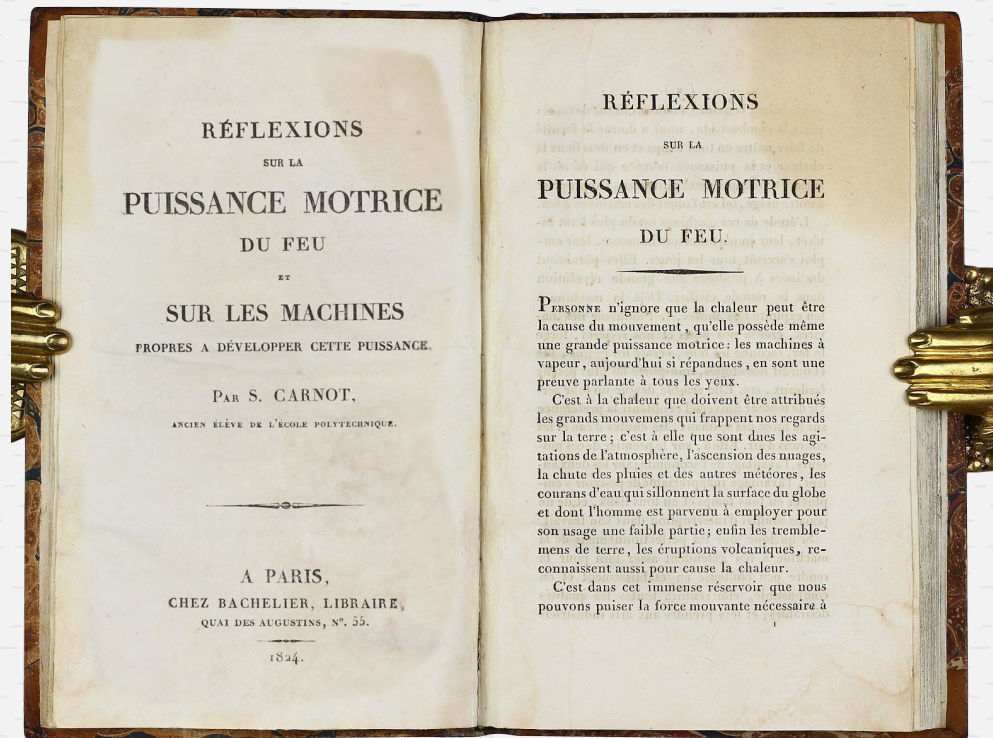 RÉFLEXIONS
SUR LA
PUISSANCE MOTRICE
DU FEU
ET
SUR LES MACHINES
PROPRES A DÉVELOPPER CETTE PUISSANCE.
PAR S. CARNOT,
ANCIEN ÉLÈVE DE L'ÉCOLE POLYTECHNIQUE.
A PARIS,
CHEZ BACHELIER, LIBRAIRE,
QUAI DES AUGUSTINS, Nº. 55.
1824.
RÉFLEXIONS
SUR LA
PUISSANCE MOTRICE
DU FEU.
PERSONNE n'ignore que la chaleur peut être
la cause du mouvement, qu'elle possède même
une grande puissance motrice: les machines à
vapeur, aujourd'hui si répandues, en sont une
preuve parlante à tous les yeux.
C'est à la chaleur que doivent être attribués
les grands mouvemens qui frappent nos regards
sur la terre; c'est à elle que sont dues les agi-
tations de l'atmosphère, l'ascension des nuages,
la chute des pluies et des autres météores, les
courans d'eau qui sillonnent la surface du globe
et dont l'homme est parvenu à employer pour
son usage une faible partie; enfin les tremble-
mens de terre, les éruptions volcaniques, re-
connaissent aussi pour cause la chaleur.
C'est dans cet immense réservoir que nous
pouvons puiser la force mouvante nécessaire à
1